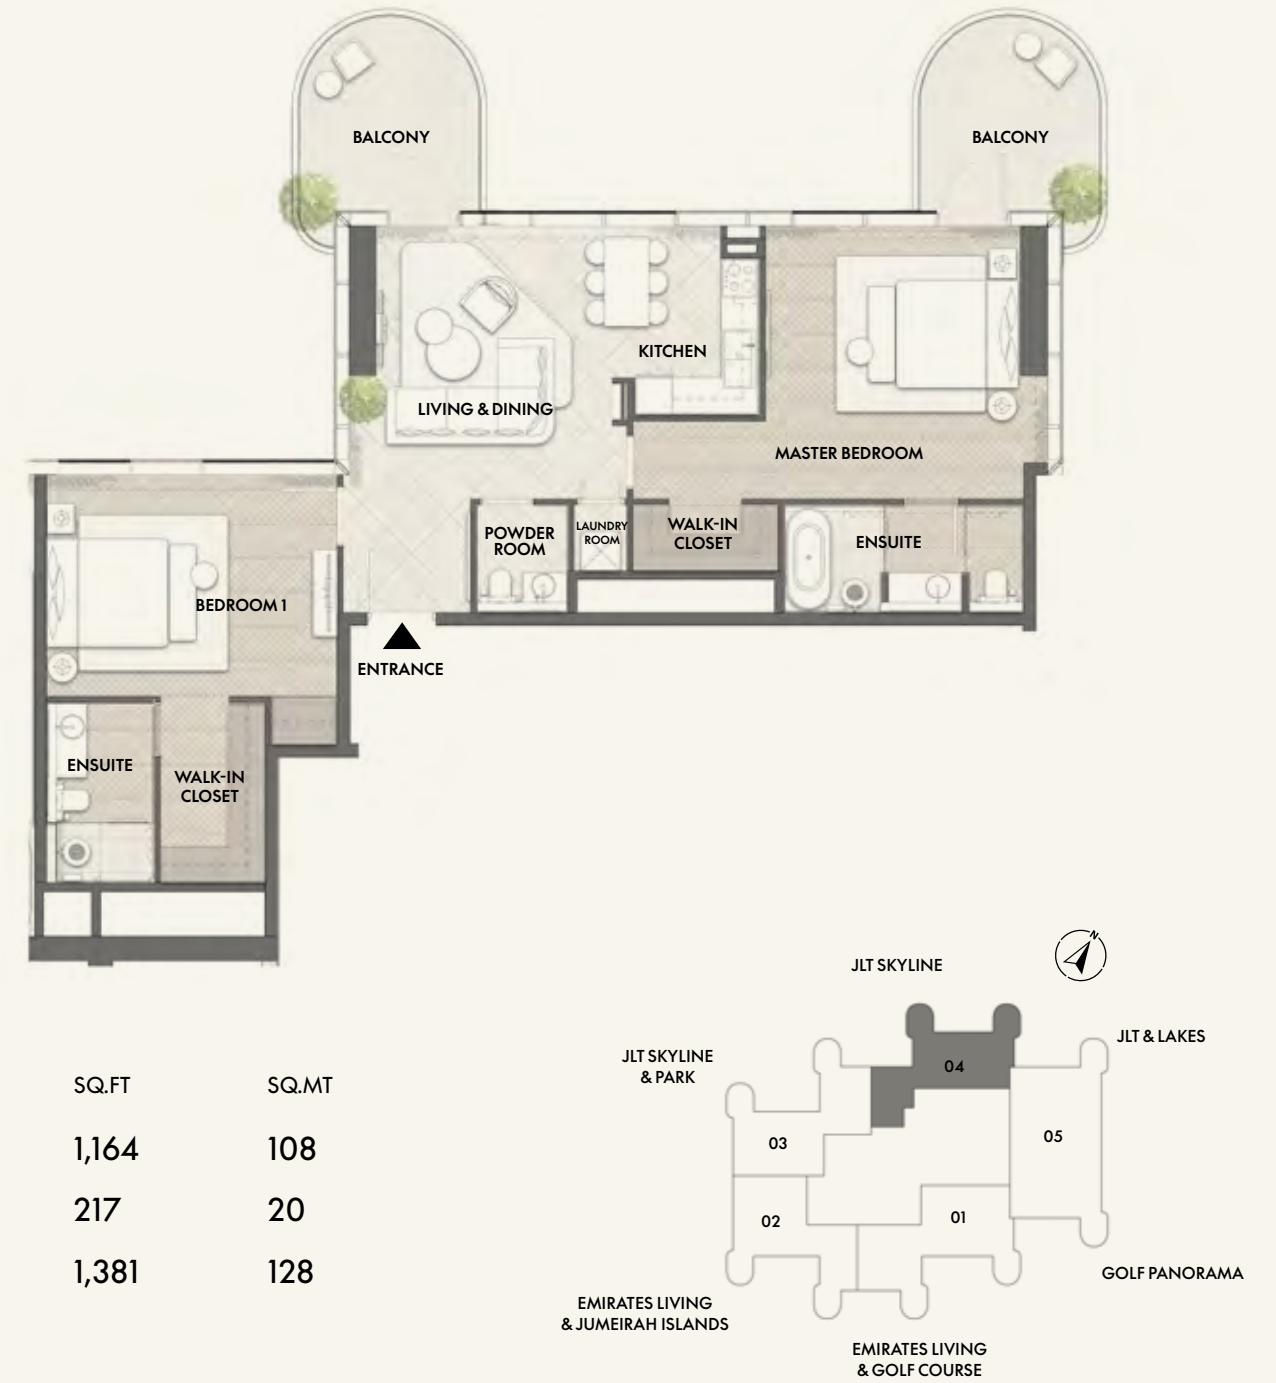 BALCONY
BALCONY
KITCHEN
LIVING & DINING
MASTER BEDROOM
POWDER
ROOM
LAUNDRY
ROOM
WALK-IN
CLOSET
ENSUITE
BEDROOM 1
ENTRANCE
ENSUITE
WALK-IN
CLOSET
N
JLT SKYLINE
JLT & LAKES
JLT SKYLINE
& PARK
04
03
05
02
01
GOLF PANORAMA
EMIRATES LIVING
& JUMEIRAH ISLANDS
EMIRATES LIVING
& GOLF COURSE
SQ.FT SQ.MT
1,164 108
217 20
1,381 128